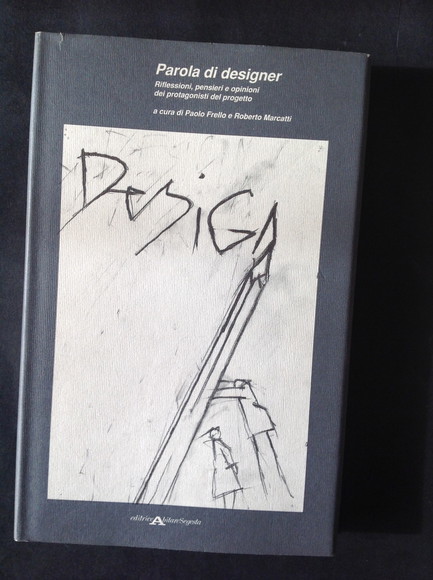 Parola di designer
Riflessioni, pensieri e opinioni
dei protagonisti del progetto
a cura di Paolo Frello e Roberto Marcatti
DeSiGN
editrice AbitareSegesta